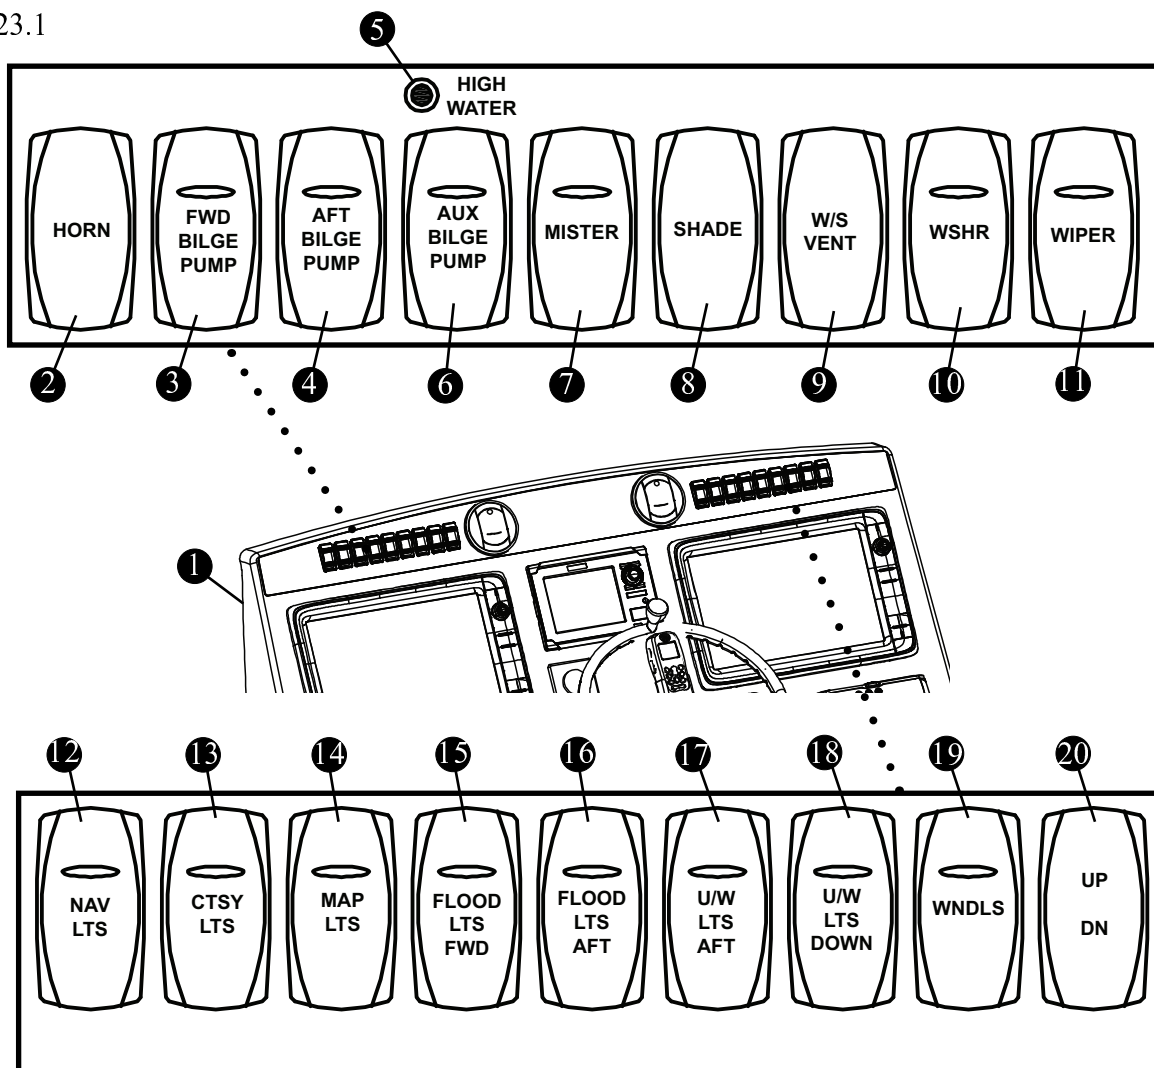 23.1
5
HIGH
WATER
HORN
FWD
BILGE
PUMP
AFT
BILGE
PUMP
AUX
BILGE
PUMP
MISTER
SHADE
W/S
VENT
WSHR
WIPER
2
3
4
6
7
8
9
10
11
1
12
13
14
15
16
17
18
19
20
NAV
LTS
CTSY
LTS
MAP
LTS
FLOOD
LTS
FWD
FLOOD
LTS
AFT
U/W
LTS
AFT
U/W
LTS
DOWN
WNDLS
UP
DN